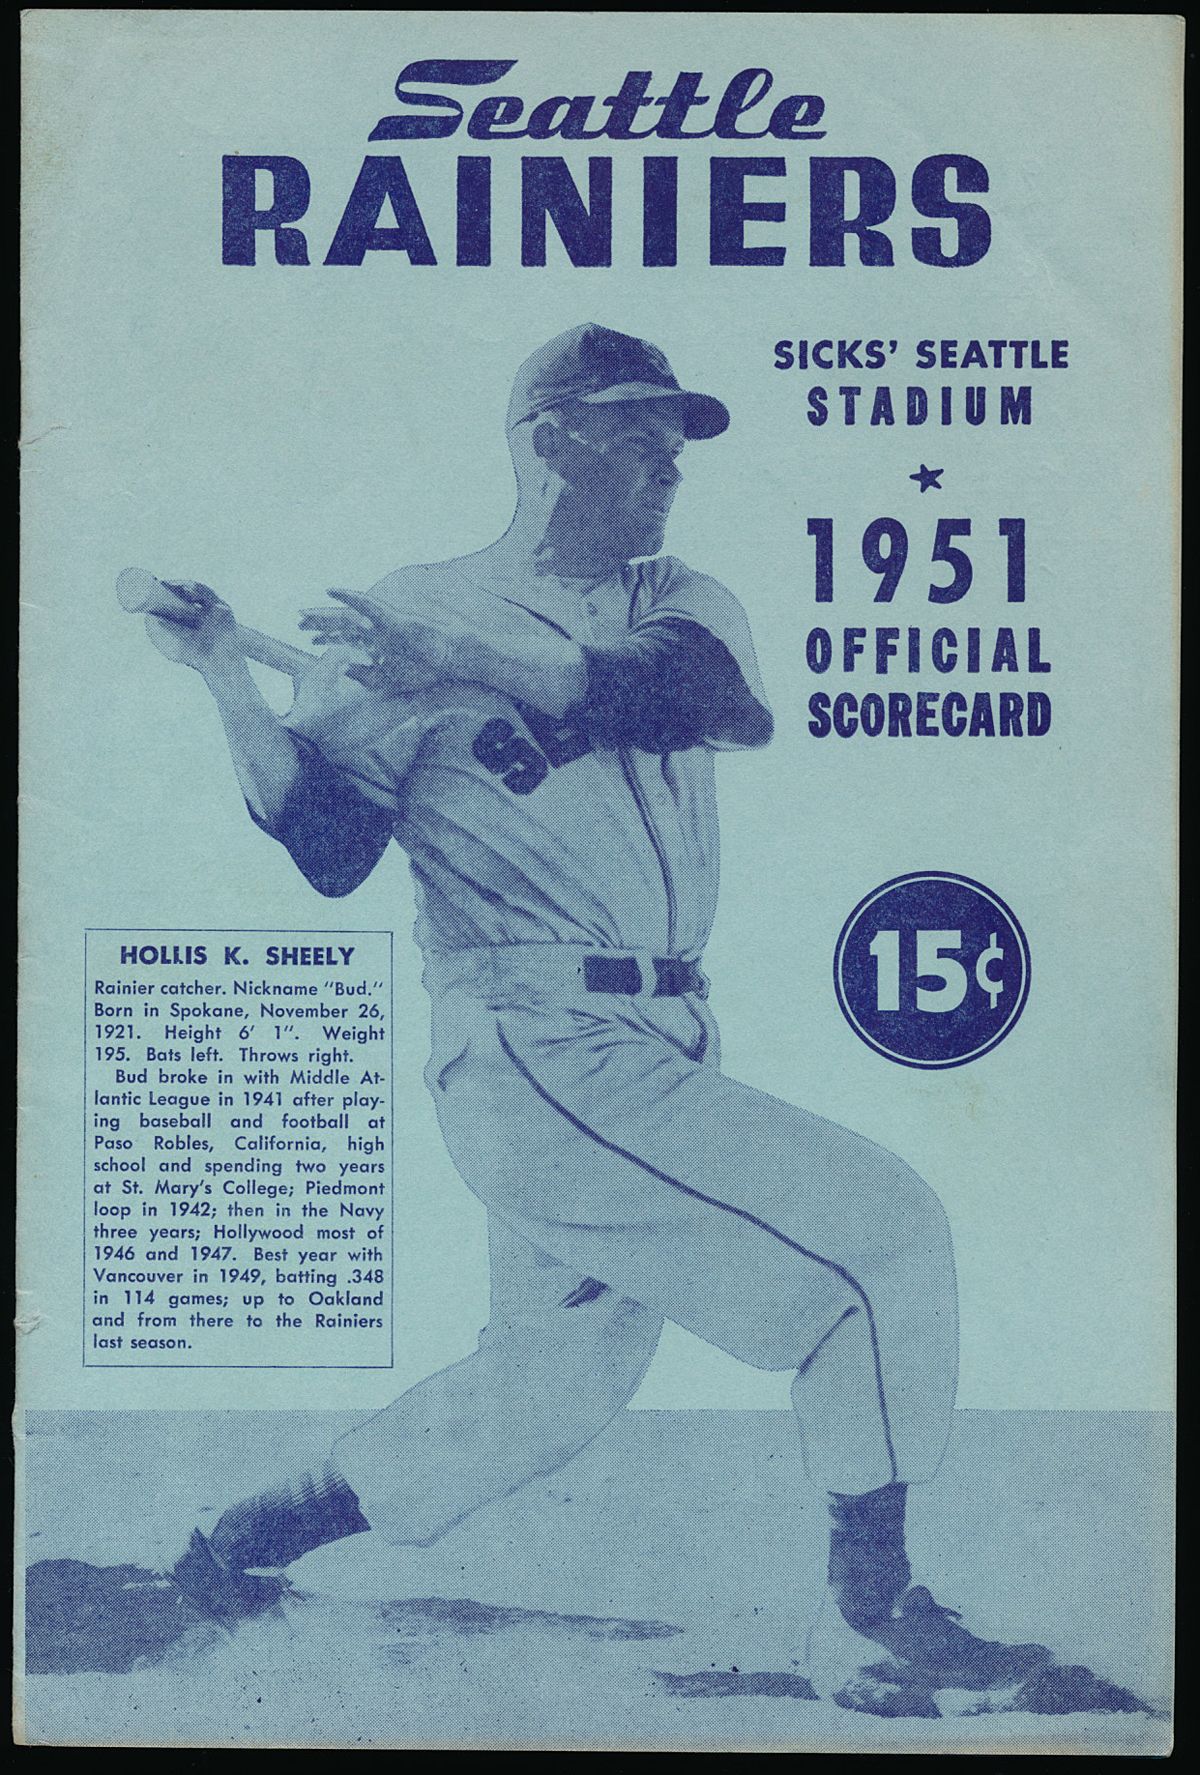 Seattle
RAINIERS
SICKS' SEATTLE
STADIUM
1951
OFFICIAL
SCORECARD
15¢
HOLLIS K. SHEELY
Rainier catcher. Nickname "Bud."
Born in Spokane, November 26,
1921. Height 6' 1". Weight
195. Bats left. Throws right.
Bud broke in with Middle At-
lantic League in 1941 after play-
ing baseball and football at
Paso Robles, California, high
school and spending two years
at St. Mary's College; Piedmont
loop in 1942; then in the Navy
three years; Hollywood most of
1946 and 1947. Best year with
Vancouver in 1949, batting .348
in 114 games; up to Oakland
and from there to the Rainiers
last season.